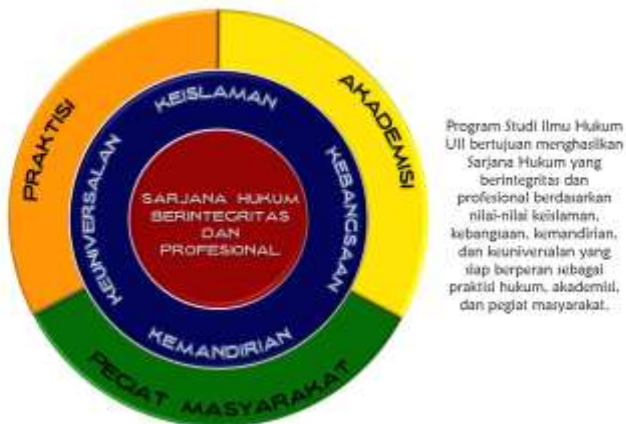 PRAKTISI
AKADEMISI
KEISLAMAN
KEUNIVERSALAN
KEBANGSAAN
SARJANA HUKUM
BERINTEGRITAS
DAN
PROFESIONAL
KEMANDIRIAN
PEGIAT MASYARAKAT
Program Studi Ilmu Hukum
UII bertujuan menghasilkan
Sarjana Hukum yang
berintegritas dan
profesional berdasarkan
nilai-nilai keislaman,
kebangsaan, kemandirian,
dan keuniversalan yang
siap berperan sebagai
praktisi hukum, akademisi,
dan pegiat masyarakat.